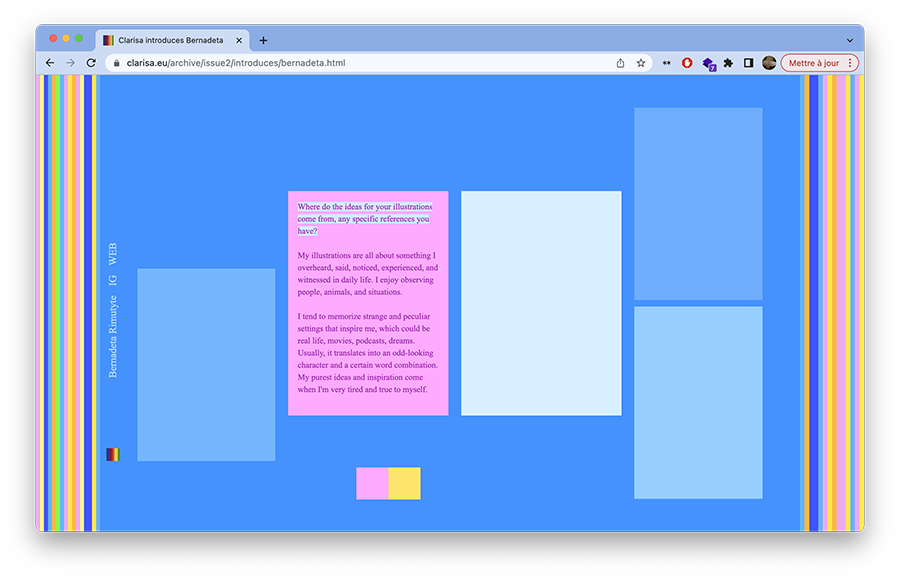 Clarisa introduces Bernadeta
clarisa.eu/archive/issue2/introduces/bernadeta.html
7
Mettre à jour
Where do the ideas for your illustrations
come from, any specific references you
have?
My illustrations are all about something I
overheard, said, noticed, experienced, and
witnessed in daily life. I enjoy observing
people, animals, and situations.
I tend to memorize strange and peculiar
settings that inspire me, which could be
real life, movies, podcasts, dreams.
Usually, it translates into an odd-looking
character and a certain word combination.
My purest ideas and inspiration come
when I'm very tired and true to myself.
Bernadeta Rimutyte IG WEB